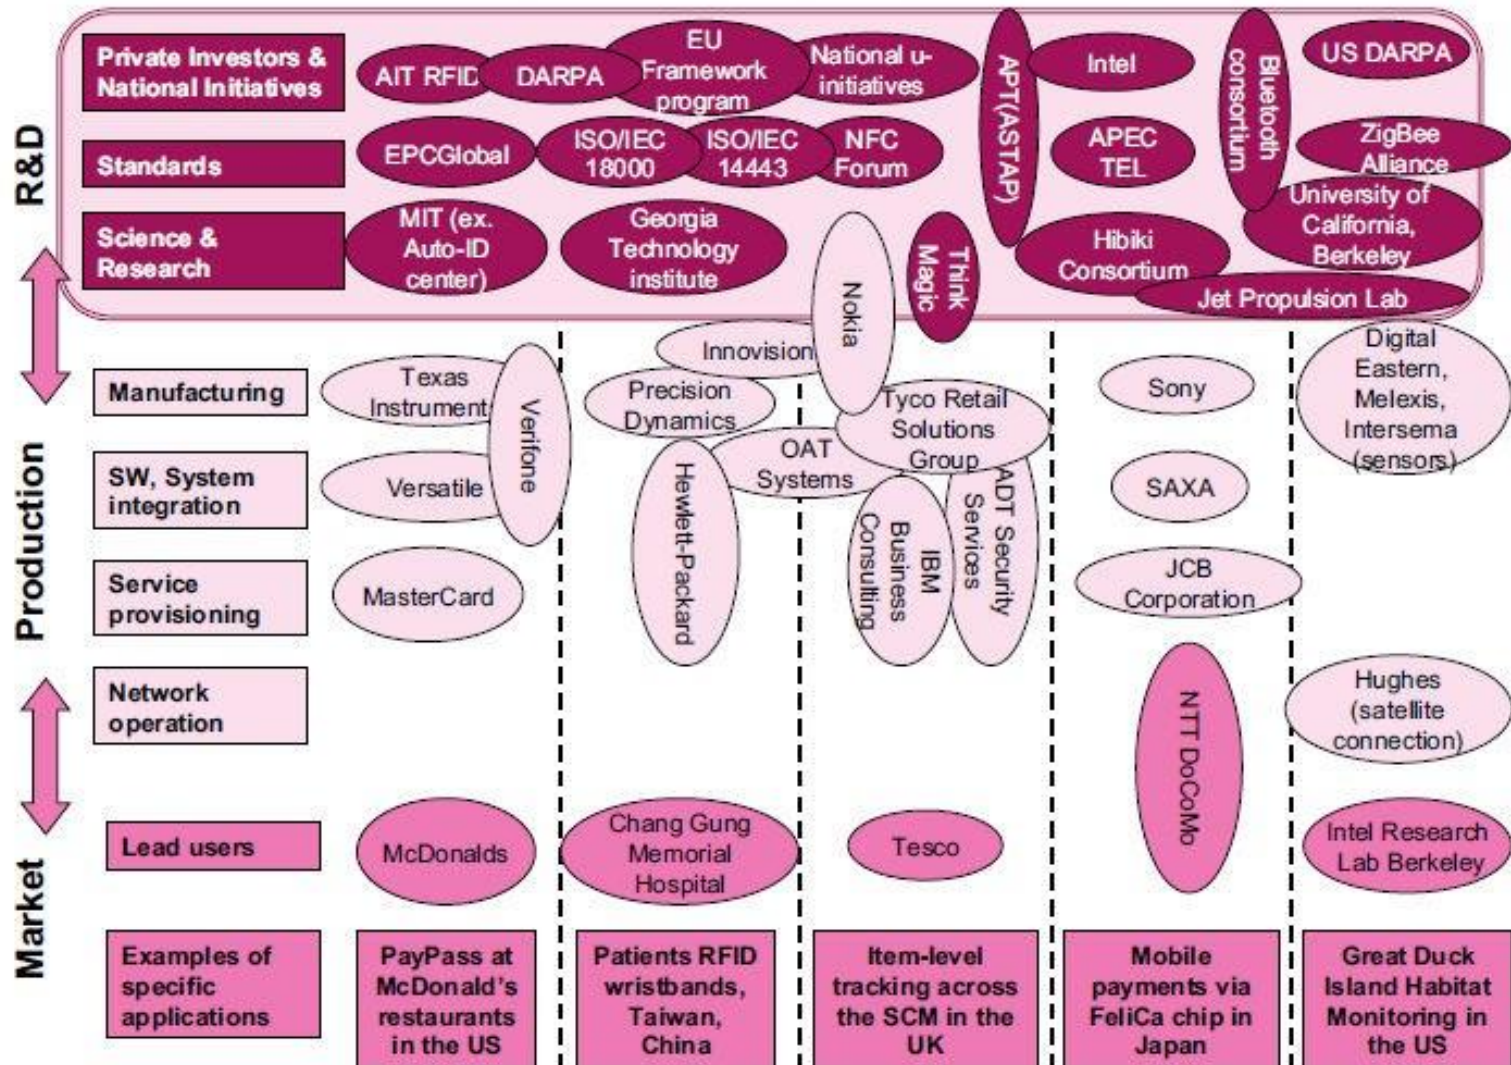 R&D
Private Investors &
National Initiatives
AIT RFID
DARPA
EU
Framework
program
National u-
initiatives
APT(ASTAP)
Intel
Bluetooth
consortium
US DARPA
Standards
EPCGlobal
ISO/IEC
18000
ISO/IEC
14443
NFC
Forum
APEC
TEL
ZigBee
Alliance
Science &
Research
MIT (ex.
Auto-ID
center)
Georgia
Technology
institute
Nokia
Think
Magic
Hibiki
Consortium
University of
California,
Berkeley
Jet Propulsion Lab
Production
Manufacturing
Texas
Instrument
Verifone
Innovision
Precision
Dynamics
Tyco Retail
Solutions
Group
Sony
Digital
Eastern,
Melexis,
Intersema
(sensors)
SW, System
integration
Versatile
Hewlett-Packard
OAT
Systems
IBM
Business
Consulting
ADT Security
Services
SAXA
Service
provisioning
MasterCard
JCB
Corporation
Network
operation
NTT DoCoMo
Hughes
(satellite
connection)
Market
Lead users
McDonalds
Chang Gung
Memorial
Hospital
Tesco
Intel Research
Lab Berkeley
Examples of
specific
applications
PayPass at
McDonald's
restaurants
in the US
Patients RFID
wristbands,
Taiwan,
China
Item-level
tracking across
the SCM in the
UK
Mobile
payments via
FeliCa chip in
Japan
Great Duck
Island Habitat
Monitoring in
the US